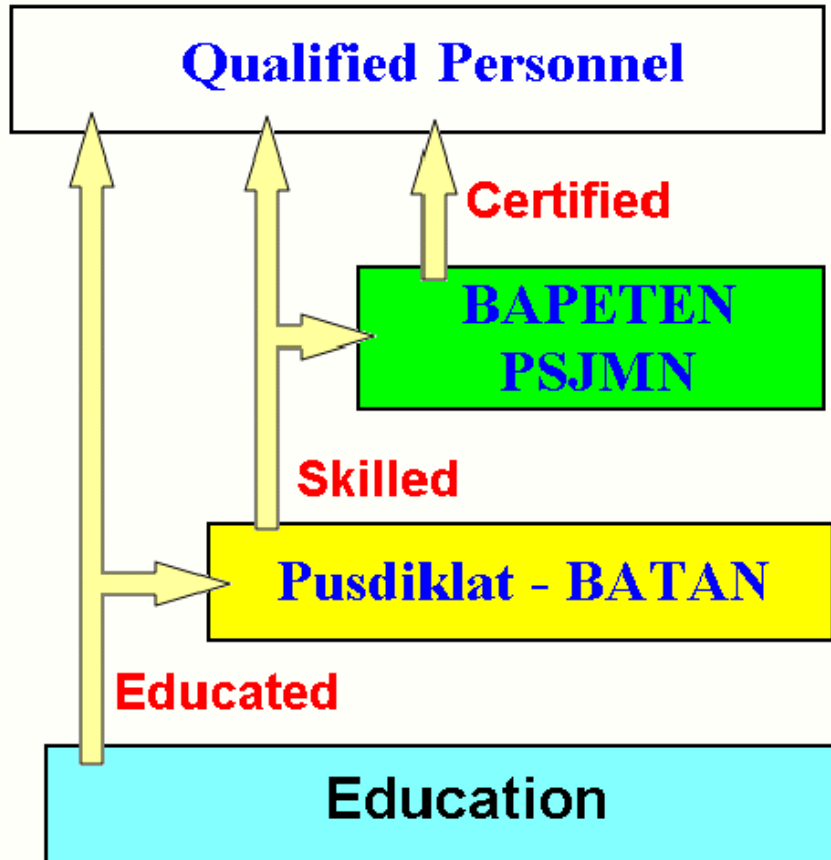 Qualified Personnel
Certified
BAPETEN
PSJMN
Skilled
Pusdiklat - BATAN
Educated
Education